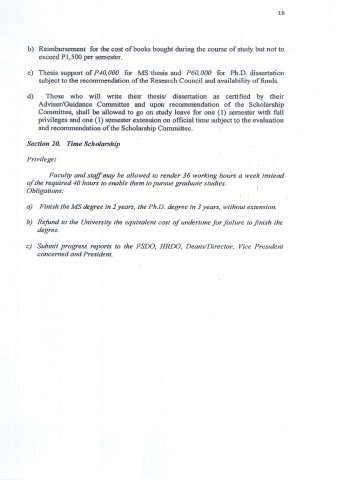 16
b) Reimbursement for the cost of books bought during the course of study but not to
exceed P1,500 per semester.
c) Thesis support of P40,000 for MS thesis and P60,000 for Ph.D. dissertation
subject to the recommendation of the Research Council and availability of funds.
d) Those who will write their thesis/ dissertation as certified by their
Adviser/Guidance Committee and upon recommendation of the Scholarship
Committee, shall be allowed to go on study leave for one (1) semester with full
privileges and one (1) semester extension on official time subject to the evaluation
and recommendation of the Scholarship Committee.
Section 20. Time Scholarship
Privilege:
Faculty and staff may be allowed to render 36 working hours a week instead
of the required 40 hours to enable them to pursue graduate studies.
Obligations:
a) Finish the MS degree in 2 years, the Ph.D. degree in 3 years, without extension.
b) Refund to the University the equivalent cost of undertime for failure to finish the
degree.
c) Submit progress reports to the FSDO, HRDO, Deans/Director, Vice President
concerned and President.